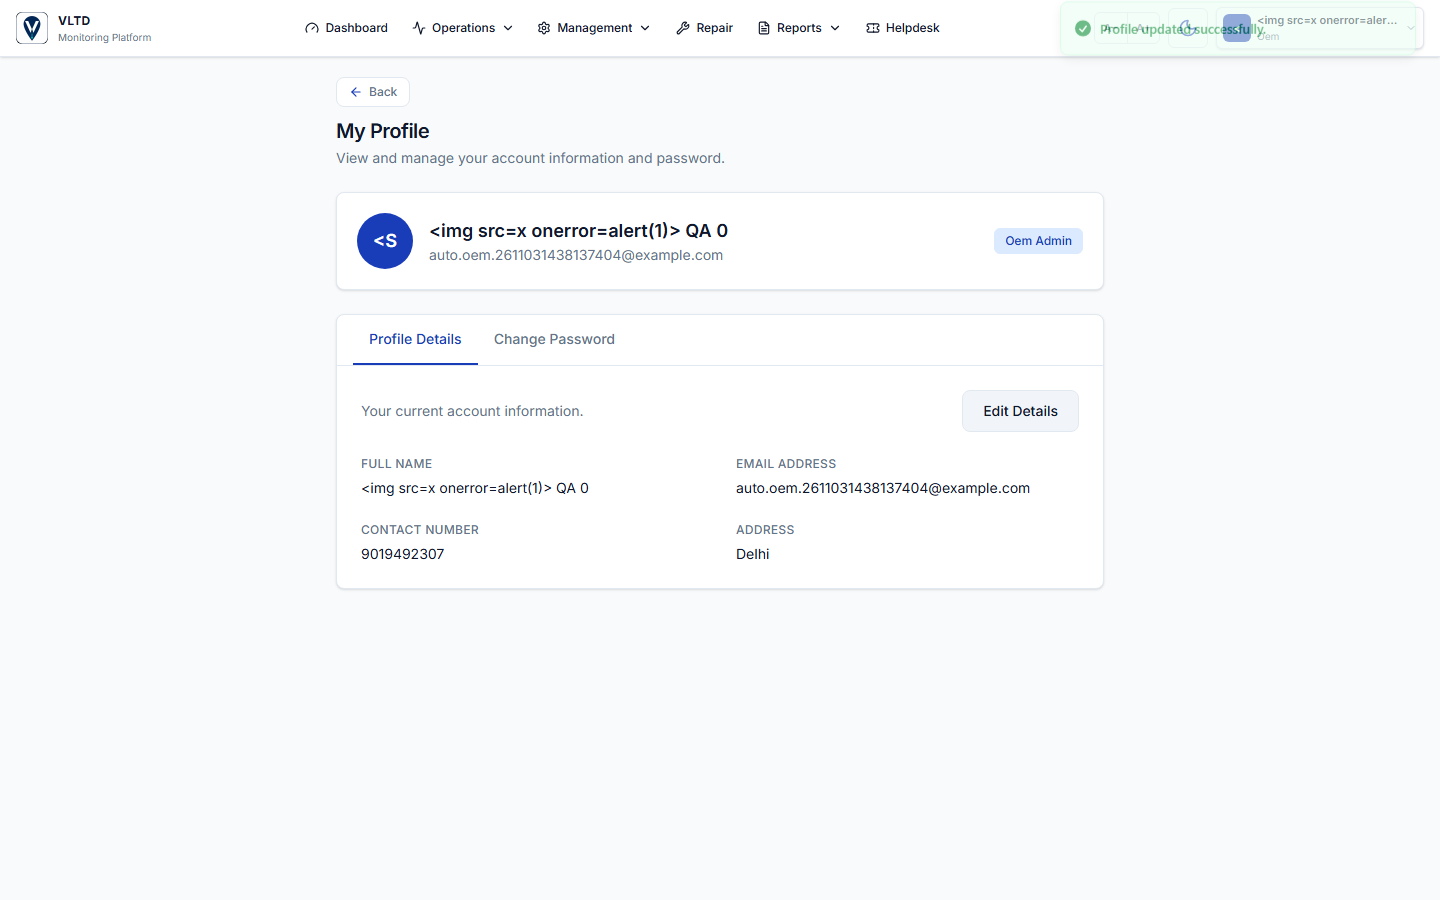 VLTD
Monitoring Platform
Dashboard
Operations
Management
Repair
Reports
Helpdesk
Profile updated successfully.
<img src=x onerror=aler...
Oem
Back
My Profile
View and manage your account information and password.
<S
<img src=x onerror=alert(1)> QA 0
auto.oem.2611031438137404@example.com
Oem Admin
Profile Details
Change Password
Your current account information.
Edit Details
FULL NAME
<img src=x onerror=alert(1)> QA 0
EMAIL ADDRESS
auto.oem.2611031438137404@example.com
CONTACT NUMBER
9019492307
ADDRESS
Delhi